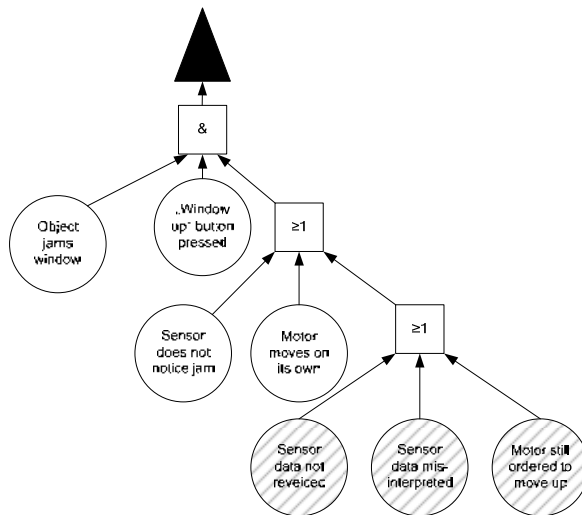 &
Object
jams
window
„Window
up“ button
pressed
≥1
Sensor
does not
notice jam
Motor
moves on
its own
≥1
Sensor
data not
reveiced
Sensor
data mis-
interpreted
Motor still
ordered to
move up